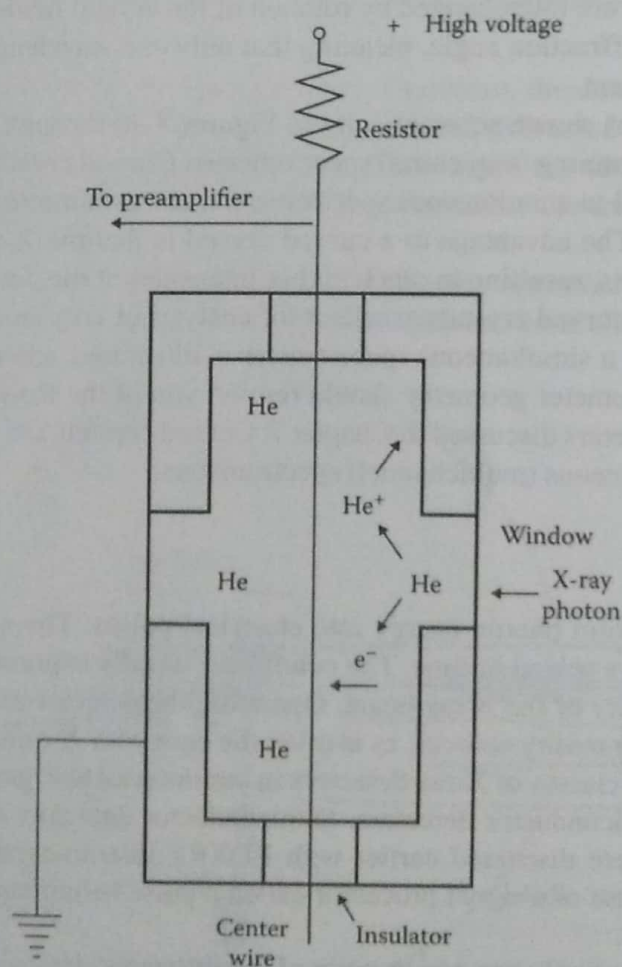 + High voltage
Resistor
To preamplifier
He
He⁺
Window
He
He
X-ray
photon
e⁻
He
Center
wire
Insulator